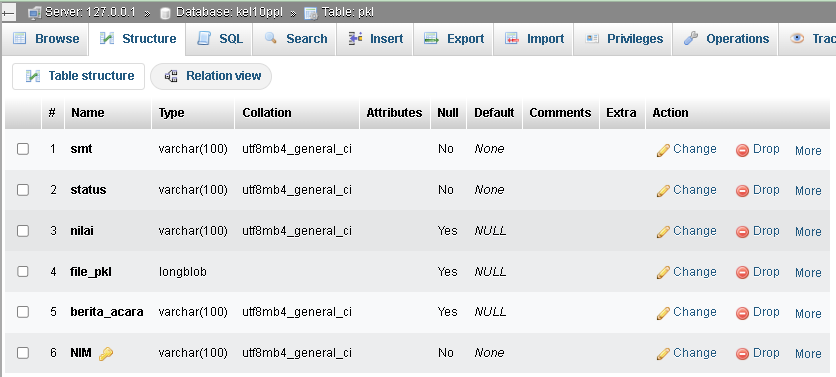 Server: 127.0.0.1 » Database: kel10ppl » Table: pkl
Browse Structure SQL Search Insert Export Import Privileges Operations Trac
Table structure Relation view
# Name Type Collation Attributes Null Default Comments Extra Action
1 smt varchar(100) utf8mb4_general_ci No None Change Drop More
2 status varchar(100) utf8mb4_general_ci No None Change Drop More
3 nilai varchar(100) utf8mb4_general_ci Yes NULL Change Drop More
4 file_pkl longblob Yes NULL Change Drop More
5 berita_acara varchar(100) utf8mb4_general_ci Yes NULL Change Drop More
6 NIM varchar(100) utf8mb4_general_ci No None Change Drop More